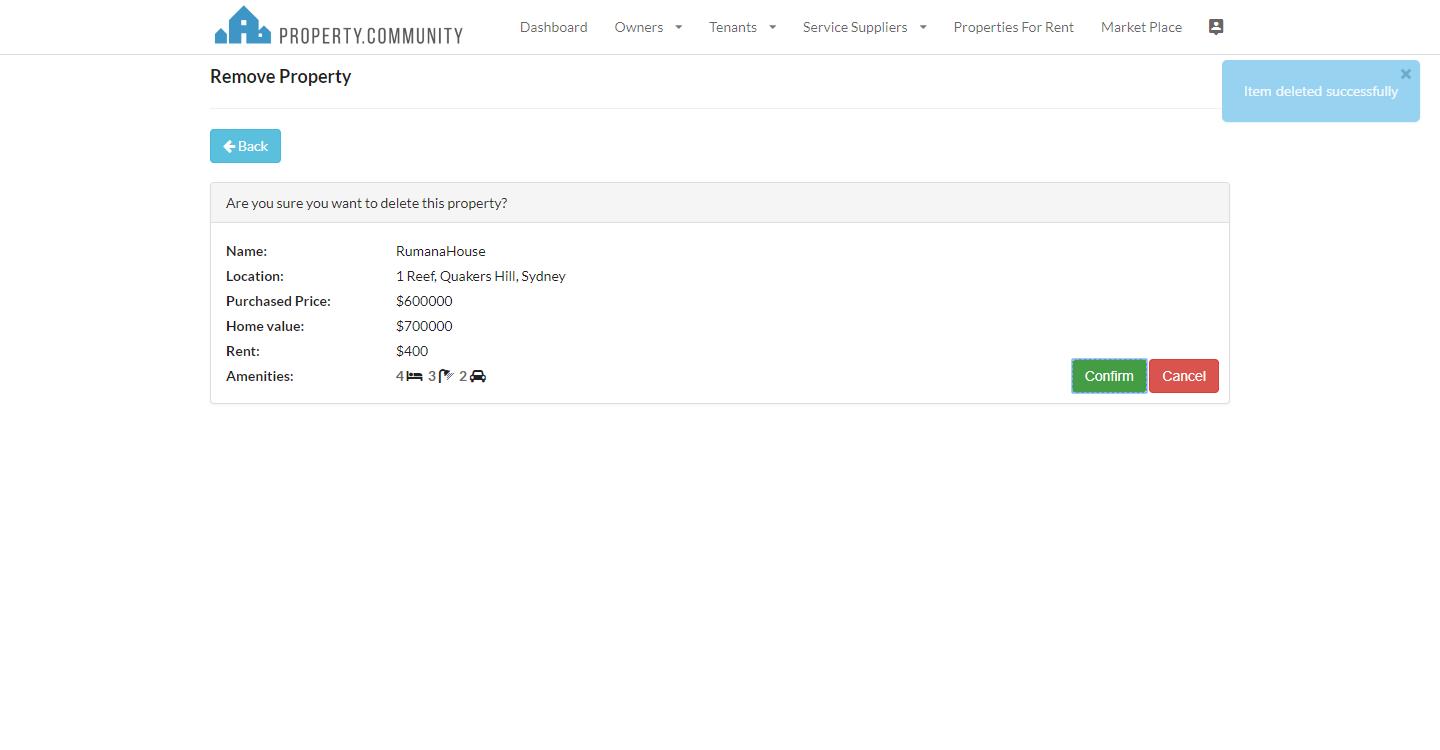 PROPERTY.COMMUNITY
Dashboard Owners Tenants Service Suppliers Properties For Rent Market Place
Remove Property
Item deleted successfully
Back
Are you sure you want to delete this property?
Name: RumanaHouse
Location: 1 Reef, Quakers Hill, Sydney
Purchased Price: $600000
Home value: $700000
Rent: $400
Amenities: 4 3 2
Confirm Cancel